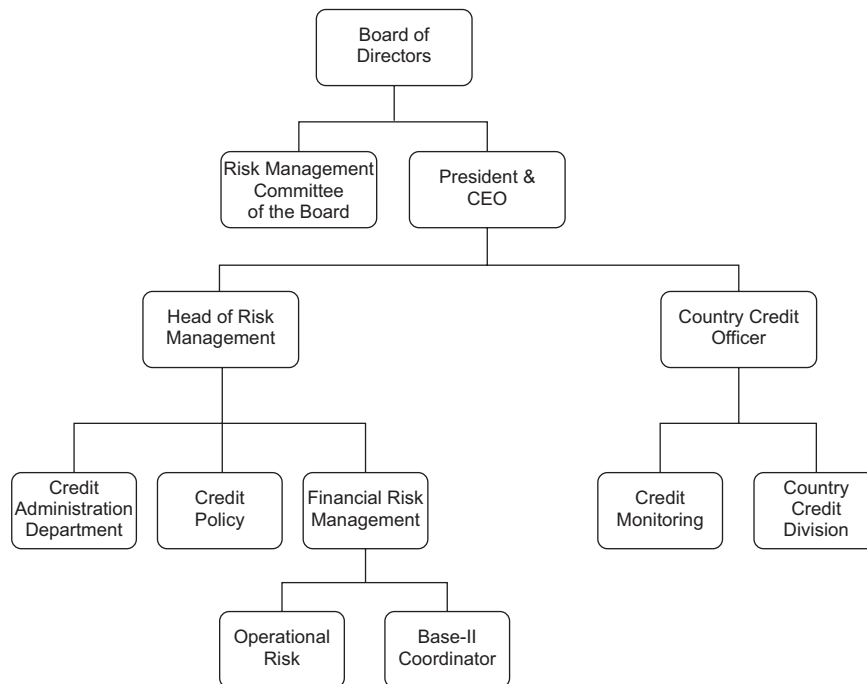 Board of
Directors
Risk Management
Committee
of the Board
President &
CEO
Head of Risk
Management
Country Credit
Officer
Credit
Administration
Department
Credit
Policy
Financial Risk
Management
Credit
Monitoring
Country
Credit
Division
Operational
Risk
Base-II
Coordinator